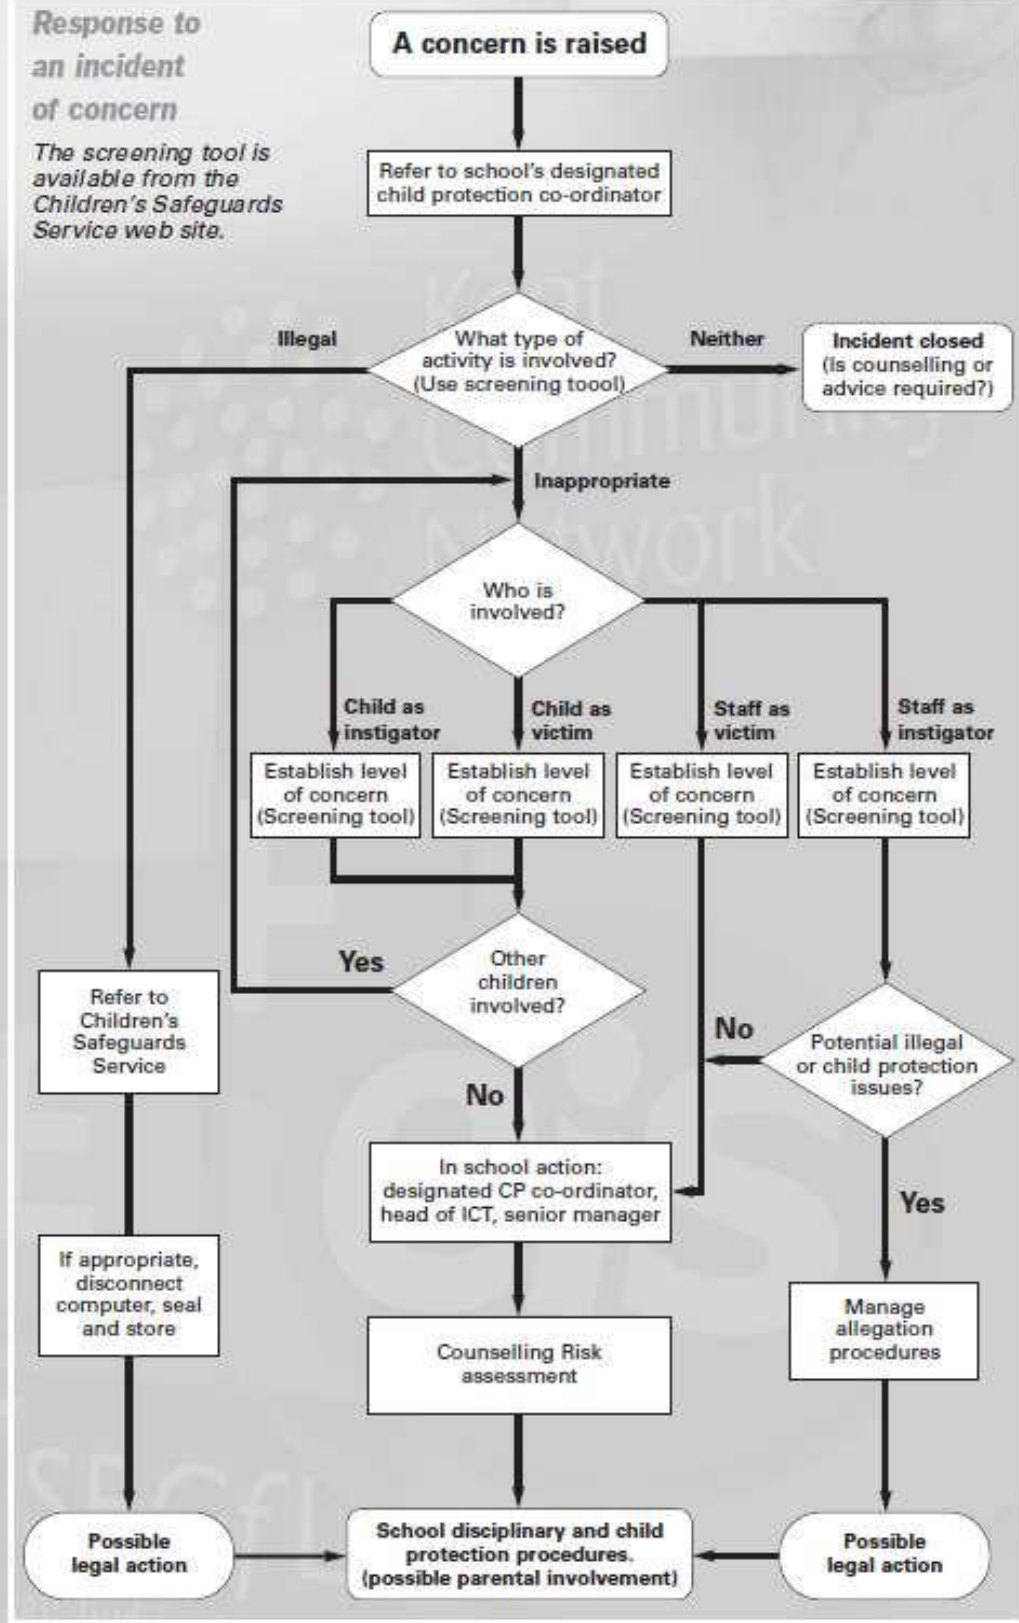 Response to
an incident
of concern
The screening tool is
available from the
Children's Safeguards
Service web site.
A concern is raised
Refer to school's designated
child protection co-ordinator
What type of
activity is involved?
(Use screening toool)
Illegal
Neither
Incident closed
(Is counselling or
advice required?)
Inappropriate
Kent
Community
Network
Who is
involved?
Child as
instigator
Child as
victim
Staff as
victim
Staff as
instigator
Establish level
of concern
(Screening tool)
Establish level
of concern
(Screening tool)
Establish level
of concern
(Screening tool)
Establish level
of concern
(Screening tool)
Yes
Other
children
involved?
Refer to
Children's
Safeguards
Service
No
Potential illegal
or child protection
issues?
No
In school action:
designated CP co-ordinator,
head of ICT, senior manager
Yes
If appropriate,
disconnect
computer, seal
and store
Manage
allegation
procedures
Counselling Risk
assessment
Possible
legal action
School disciplinary and child
protection procedures.
(possible parental involvement)
Possible
legal action